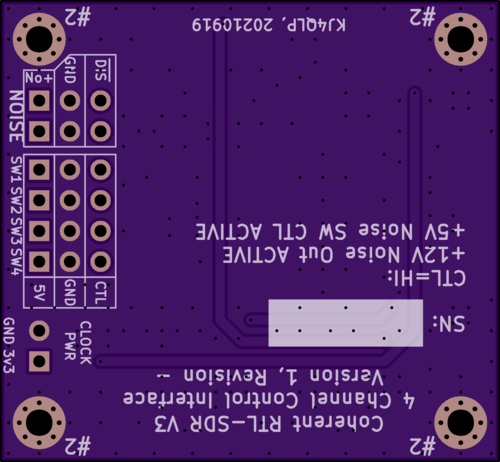 #2
#2
Coherent RTL-SDR V3
4 Channel Control Interface
Version 1, Revision -
SN:
CTL=HI:
+12V Noise Out ACTIVE
+5V Noise SW CTL ACTIVE
KJ4QLP, 20210919
#2
#2
No+
GND
D/S
NOISE
SW1
SW2
SW3
SW4
5V
GND
CTL
CLOCK
PWR
GND
3v3